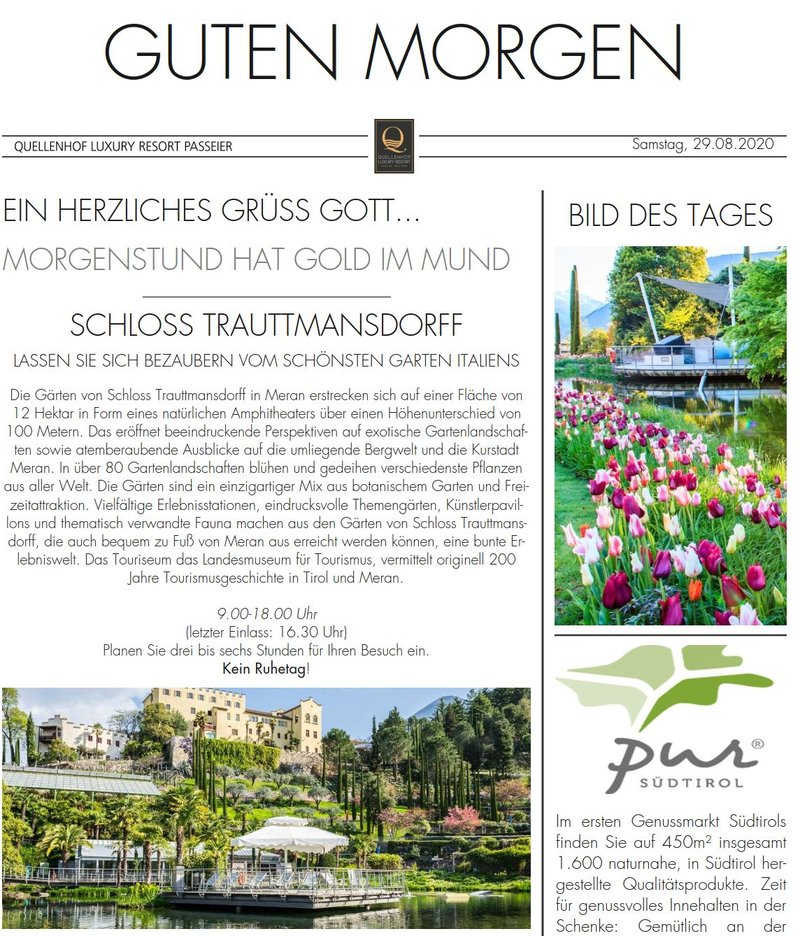 GUTEN MORGEN
QUELLENHOF LUXURY RESORT PASSEIER
Q
QUELLENHOF
LUXURY RESORT
Samstag, 29.08.2020
EIN HERZLICHES GRÜSS GOTT...
MORGENSTUND HAT GOLD IM MUND
SCHLOSS TRAUTTMANSDORFF
LASSEN SIE SICH BEZAUBERN VOM SCHÖNSTEN GARTEN ITALIENS
Die Gärten von Schloss Trauttmansdorff in Meran erstrecken sich auf einer Fläche von
12 Hektar in Form eines natürlichen Amphitheaters über einen Höhenunterschied von
100 Metern. Das eröffnet beeindruckende Perspektiven auf exotische Gartenlandschaf-
ten sowie atemberaubende Ausblicke auf die umliegende Bergwelt und die Kurstadt
Meran. In über 80 Gartenlandschaften blühen und gedeihen verschiedenste Pflanzen
aus aller Welt. Die Gärten sind ein einzigartiger Mix aus botanischem Garten und Frei-
zeitattraktion. Vielfältige Erlebnisstationen, eindrucksvolle Themengärten, Künstlerpavil-
lons und thematisch verwandte Fauna machen aus den Gärten von Schloss Trauttmans-
dorff, die auch bequem zu Fuß von Meran aus erreicht werden können, eine bunte Er-
lebniswelt. Das Touriseum das Landesmuseum für Tourismus, vermittelt originell 200
Jahre Tourismusgeschichte in Tirol und Meran.
9.00-18.00 Uhr
(letzter Einlass: 16.30 Uhr)
Planen Sie drei bis sechs Stunden für Ihren Besuch ein.
Kein Ruhetag!
BILD DES TAGES
pur®
SÜDTIROL
Im ersten Genussmarkt Südtirols
finden Sie auf 450m² insgesamt
1.600 naturnahe, in Südtirol her-
gestellte Qualitätsprodukte. Zeit
für genussvolles Innehalten in der
Schenke: Gemütlich an der